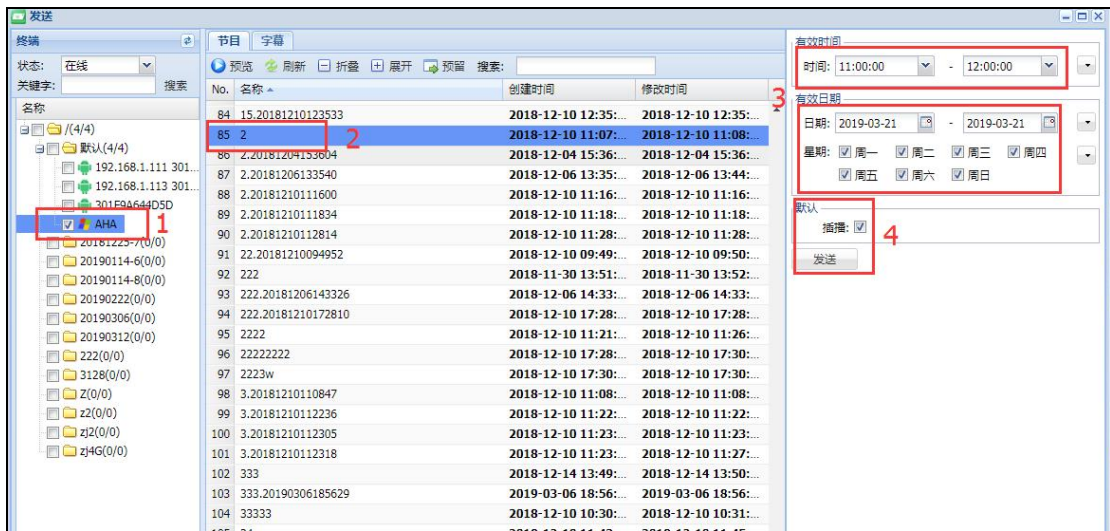 发送
终端
状态: 在线
关键字: 搜索
名称
/(4/4)
默认(4/4)
192.168.1.111 301...
192.168.1.113 301...
301F9A644D5D
AHA
1
20181225-7(0/0)
20190114-6(0/0)
20190114-8(0/0)
20190222(0/0)
20190306(0/0)
20190312(0/0)
222(0/0)
3128(0/0)
Z(0/0)
z2(0/0)
zj2(0/0)
zj4G(0/0)
节目 字幕
预览 刷新 折叠 展开 预留 搜索:
No. 名称 创建时间 修改时间
84 15.20181210123533 2018-12-10 12:35:... 2018-12-10 12:35:...
85 2 2018-12-10 11:07:... 2018-12-10 11:08:...
2
86 2.20181204153604 2018-12-04 15:36:... 2018-12-04 15:36:...
87 2.20181206133540 2018-12-06 13:35:... 2018-12-06 13:44:...
88 2.20181210111600 2018-12-10 11:16:... 2018-12-10 11:16:...
89 2.20181210111834 2018-12-10 11:18:... 2018-12-10 11:18:...
90 2.20181210112814 2018-12-10 11:28:... 2018-12-10 11:28:...
91 22.20181210094952 2018-12-10 09:49:... 2018-12-10 09:50:...
92 222 2018-11-30 13:51:... 2018-11-30 13:52:...
93 222.20181206143326 2018-12-06 14:33:... 2018-12-06 14:33:...
94 222.20181210172810 2018-12-10 17:28:... 2018-12-10 17:28:...
95 2222 2018-12-10 11:21:... 2018-12-10 11:26:...
96 22222222 2018-12-10 17:28:... 2018-12-10 17:30:...
97 2223w 2018-12-10 17:30:... 2018-12-10 17:30:...
98 3.20181210110847 2018-12-10 11:08:... 2018-12-10 11:08:...
99 3.20181210112236 2018-12-10 11:22:... 2018-12-10 11:22:...
100 3.20181210112305 2018-12-10 11:23:... 2018-12-10 11:23:...
101 3.20181210112318 2018-12-10 11:23:... 2018-12-10 11:27:...
102 333 2018-12-14 13:49:... 2018-12-14 13:50:...
103 333.20190306185629 2019-03-06 18:56:... 2019-03-06 18:56:...
104 33333 2018-12-10 10:30:... 2018-12-10 10:31:...
有效时间
时间: 11:00:00 - 12:00:00
3
有效日期
日期: 2019-03-21 - 2019-03-21
星期: 周一 周二 周三 周四
周五 周六 周日
默认
插播:
4
发送